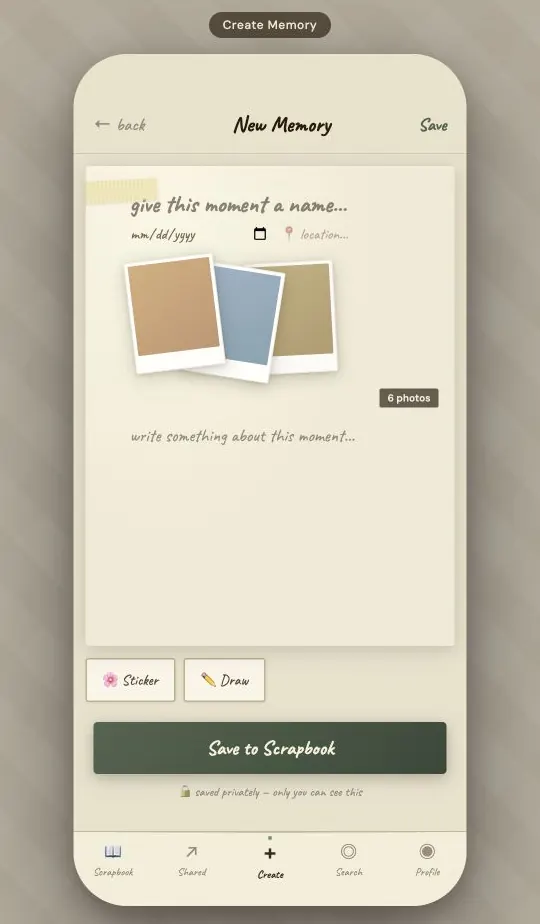 Create Memory
← back New Memory Save
give this moment a name...
mm/dd/yyyy 📍 location...
6 photos
write something about this moment...
🌸 Sticker ✏️ Draw
Save to Scrapbook
🔒 saved privately — only you can see this
Scrapbook Shared Create Search Profile